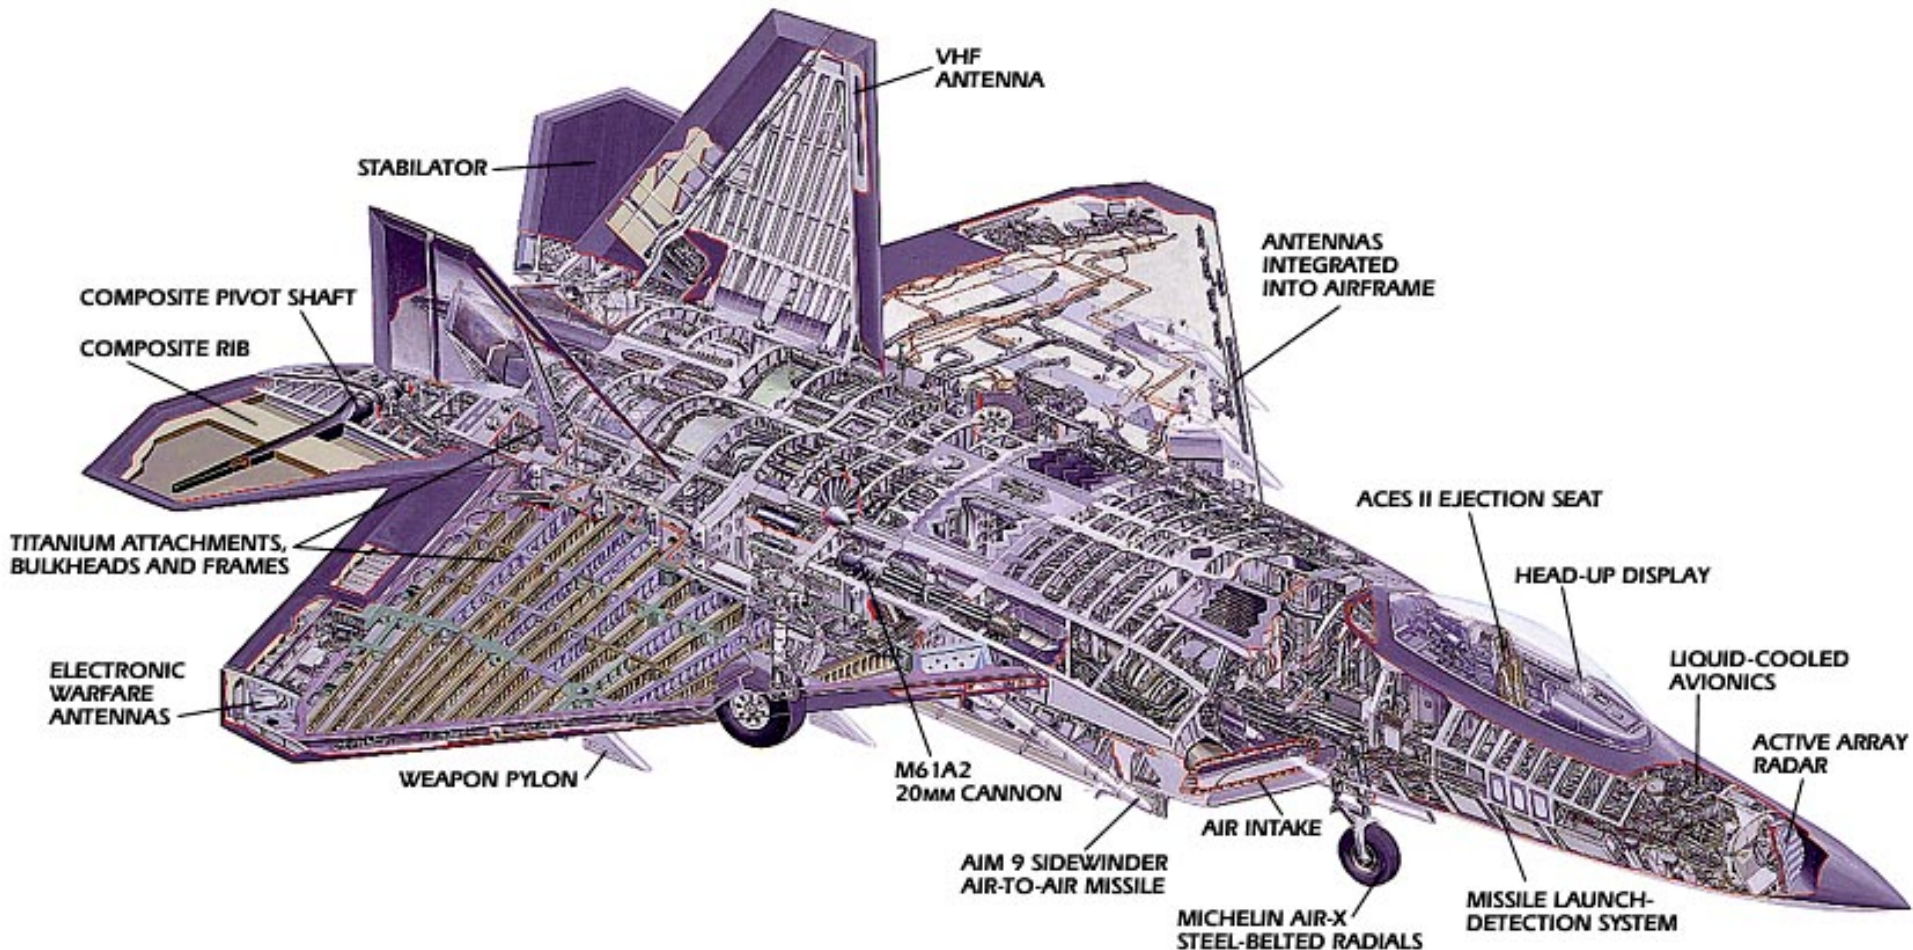 VHF
ANTENNA
STABILATOR
ANTENNAS
INTEGRATED
INTO AIRFRAME
COMPOSITE PIVOT SHAFT
COMPOSITE RIB
ACES II EJECTION SEAT
TITANIUM ATTACHMENTS,
BULKHEADS AND FRAMES
HEAD-UP DISPLAY
ELECTRONIC
WARFARE
ANTENNAS
LIQUID-COOLED
AVIONICS
ACTIVE ARRAY
RADAR
WEAPON PYLON
M61A2
20MM CANNON
AIR INTAKE
AIM 9 SIDEWINDER
AIR-TO-AIR MISSILE
MISSILE LAUNCH-
DETECTION SYSTEM
MICHELIN AIR-X
STEEL-BELTED RADIALS